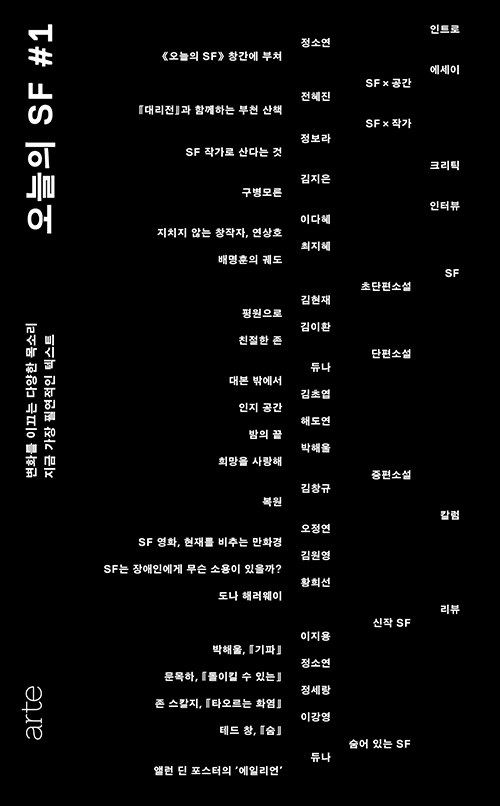 오늘의 SF #1
변화를 이끄는 다양한 목소리
지금 가장 필연적인 텍스트
arte
인트로
정소연
《오늘의 SF》 창간에 부쳐
에세이
SF × 공간
전혜진
『대리전』과 함께하는 부천 산책
SF × 작가
정보라
SF 작가로 산다는 것
크리틱
김지은
구병모론
인터뷰
이다혜
지치지 않는 창작자, 연상호
최지혜
배명훈의 궤도
SF
초단편소설
김현재
평원으로
김이환
친절한 존
단편소설
듀나
대본 밖에서
김초엽
인지 공간
해도연
밤의 끝
박해울
희망을 사랑해
중편소설
김창규
복원
칼럼
오정연
SF 영화, 현재를 비추는 만화경
김원영
SF는 장애인에게 무슨 소용이 있을까?
황희선
도나 해러웨이
리뷰
신작 SF
이지용
박해울, 『기파』
정소연
문목하, 『돌이킬 수 있는』
정세랑
존 스칼지, 『타오르는 화염』
이강영
테드 창, 『숨』
숨어 있는 SF
듀나
앨런 딘 포스터의 ‘에일리언’